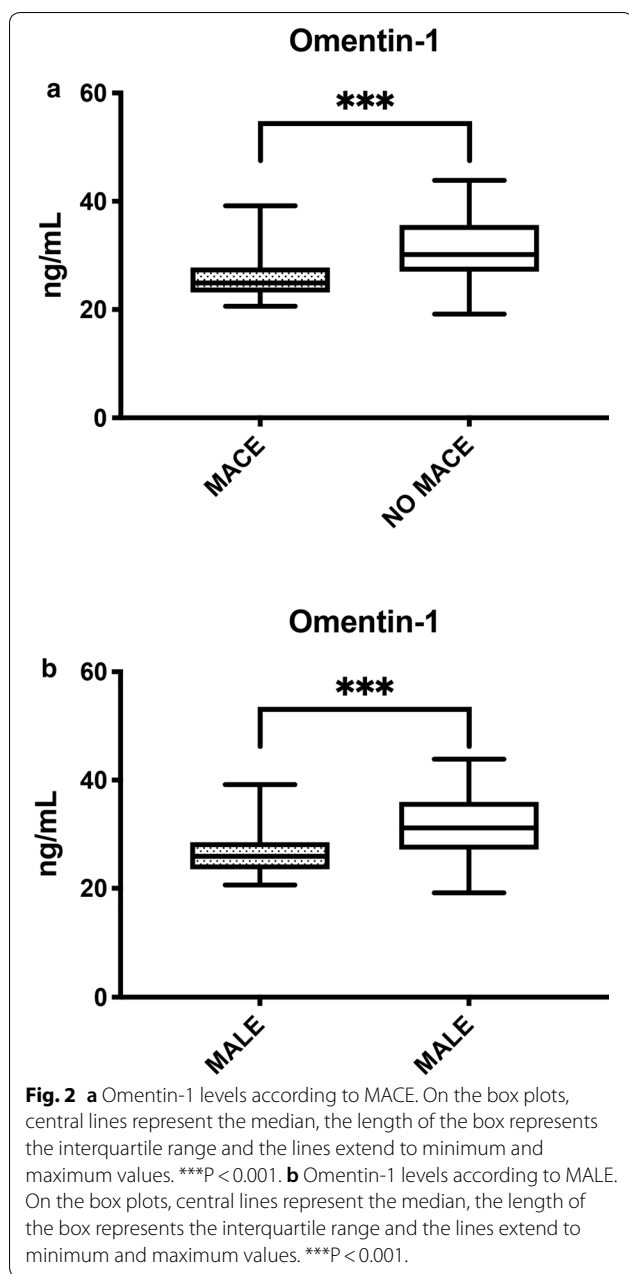 Omentin-1
a
60
***
40
ng/mL
20
0
MACE
NO MACE
Omentin-1
b
60
***
40
ng/mL
20
0
MALE
MALE
Fig. 2 a Omentin-1 levels according to MACE. On the box plots,
central lines represent the median, the length of the box represents
the interquartile range and the lines extend to minimum and
maximum values. ***P < 0.001. b Omentin-1 levels according to MALE.
On the box plots, central lines represent the median, the length of
the box represents the interquartile range and the lines extend to
minimum and maximum values. ***P < 0.001.